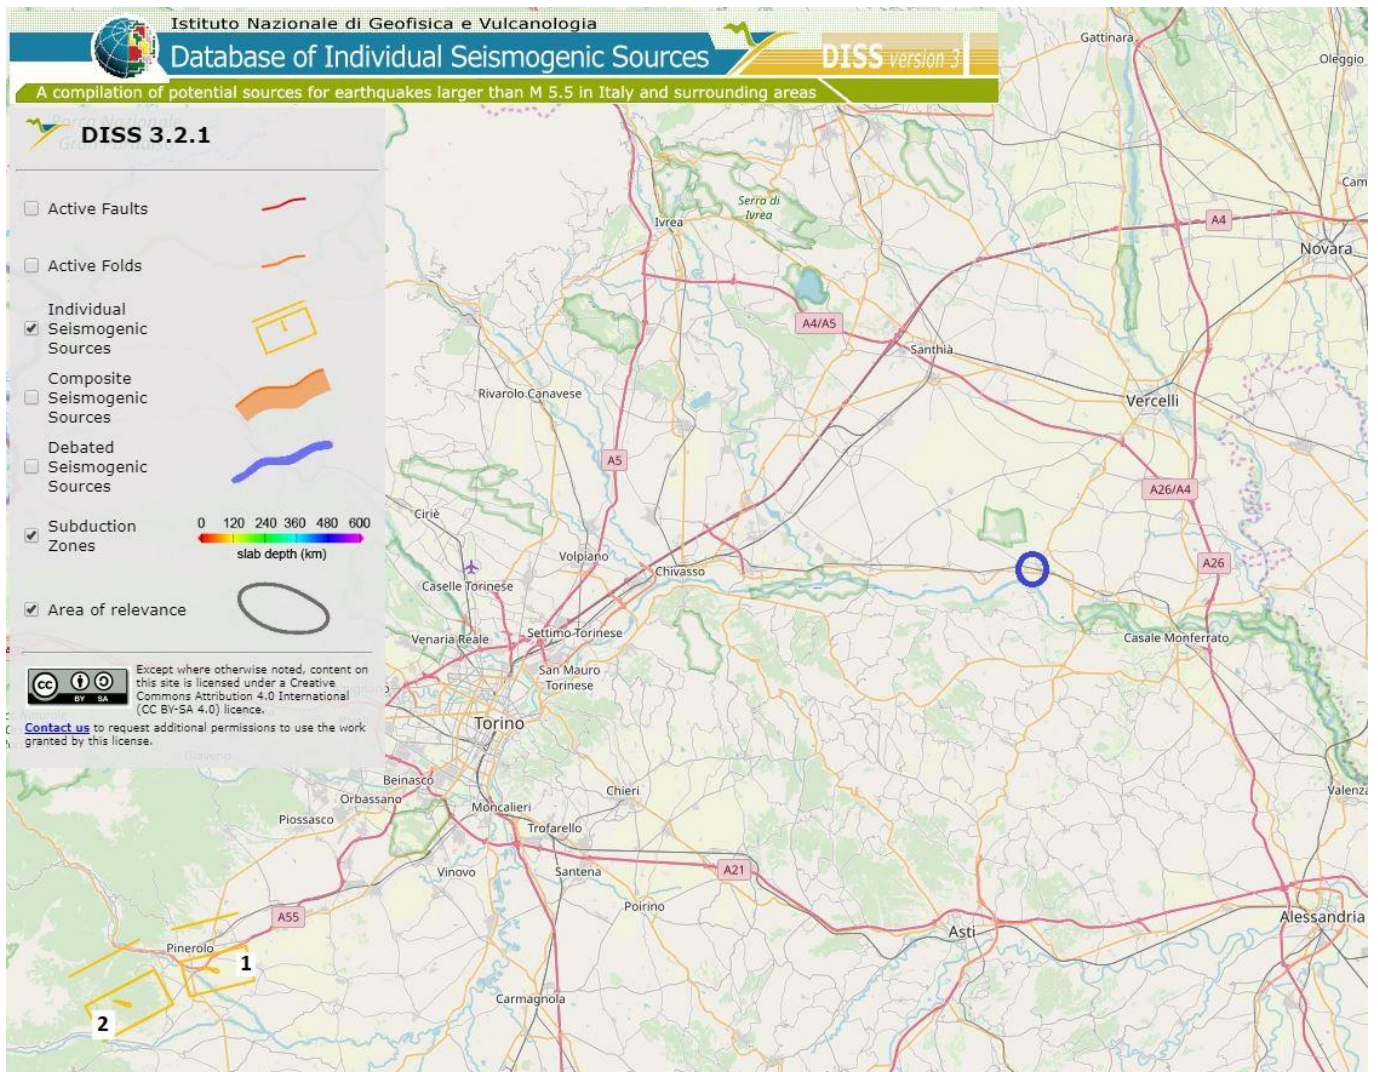 Istituto Nazionale di Geofisica e Vulcanologia
Database of Individual Seismogenic Sources
DISS version 3
A compilation of potential sources for earthquakes larger than M 5.5 in Italy and surrounding areas
DISS 3.2.1
Active Faults
Active Folds
Individual
Seismogenic
Sources
Composite
Seismogenic
Sources
Debated
Seismogenic
Sources
Subduction
Zones
0 120 240 360 480 600
slab depth (km)
Area of relevance
CC BY SA
Except where otherwise noted, content on
this site is licensed under a Creative
Commons Attribution 4.0 International
(CC BY-SA 4.0) licence.
Contact us to request additional permissions to use the work
granted by this license.
Gattinara
Oleggio
Cam
Serra di
Ivrea
Ivrea
A4
Novara
A4/A5
Santhià
Rivarolo Canavese
Vercelli
A5
A26/A4
Ciriè
Volpiano
Chivasso
A26
Caselle Torinese
Venaria Reale
Settimo Torinese
Casale Monferrato
San Mauro
Torinese
Torino
Giaveno
Beinasco
Orbassano
Chieri
Valenza
Moncalieri
Piossasco
Trofarello
Vinovo
Santena
A21
Poirino
A55
Alessandria
Asti
Pinerolo
1
Carmagnola
2